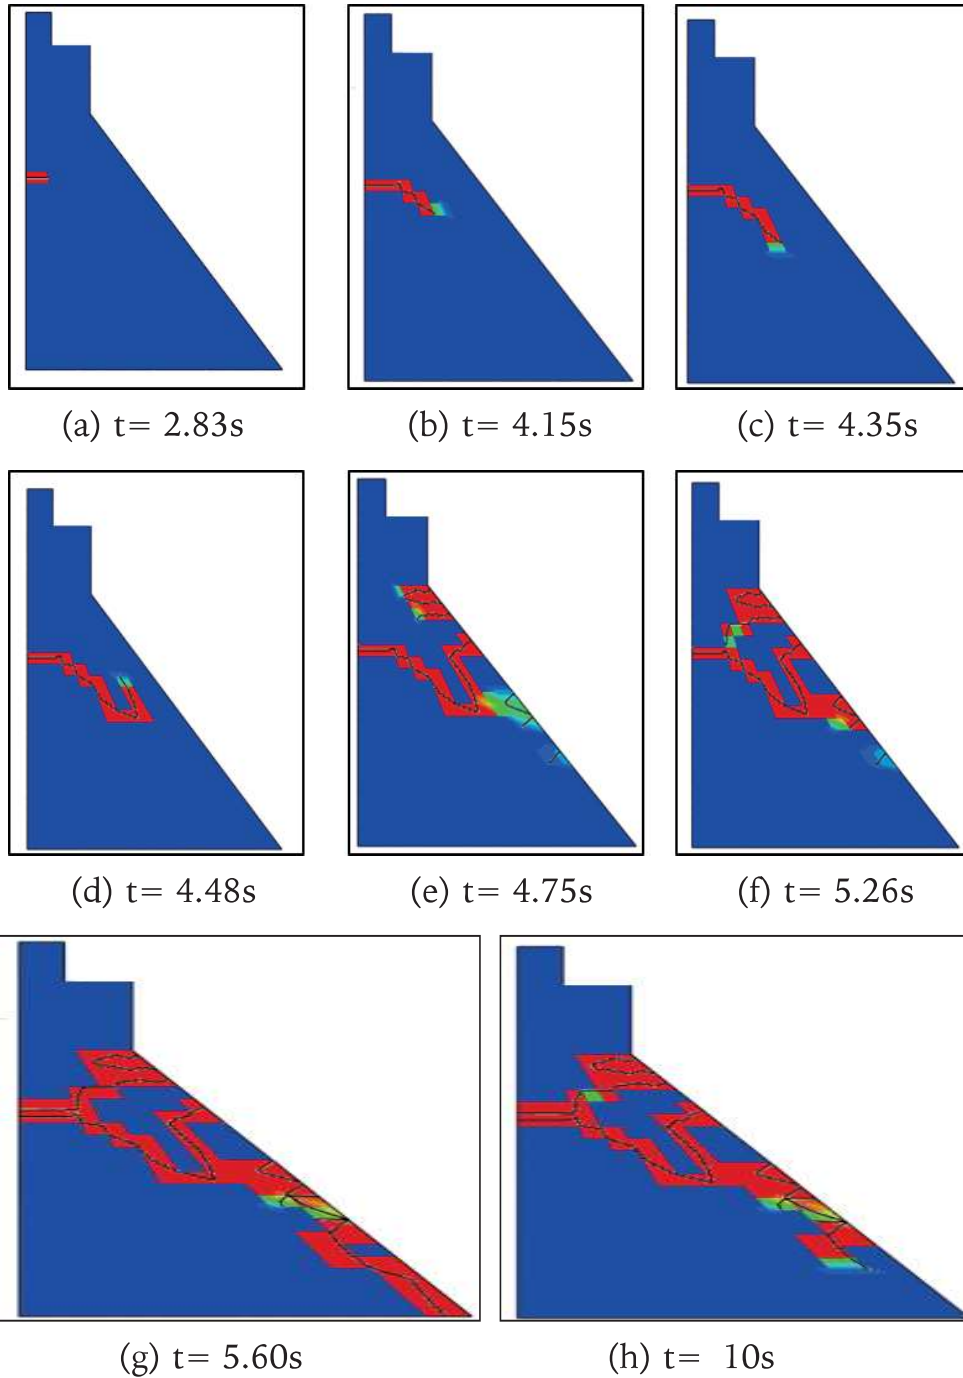 (a) t= 2.83s
(b) t= 4.15s
(c) t= 4.35s
(d) t= 4.48s
(e) t= 4.75s
(f) t= 5.26s
(g) t= 5.60s
(h) t= 10s